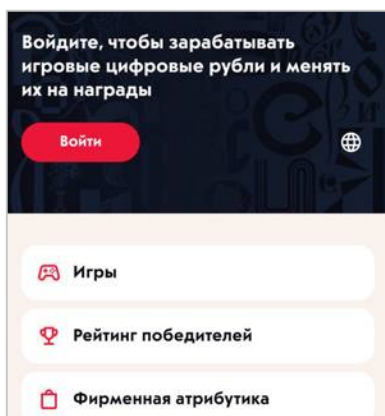 Войдите, чтобы зарабатывать
игровые цифровые рубли и менять
их на награды
Войти
Игры
Рейтинг победителей
Фирменная атрибутика